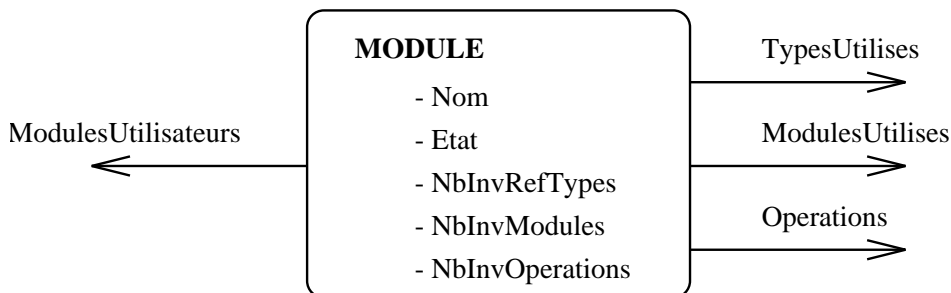 MODULE
- Nom
- Etat
- NbInvRefTypes
- NbInvModules
- NbInvOperations
ModulesUtilisateurs
TypesUtilises
ModulesUtilises
Operations